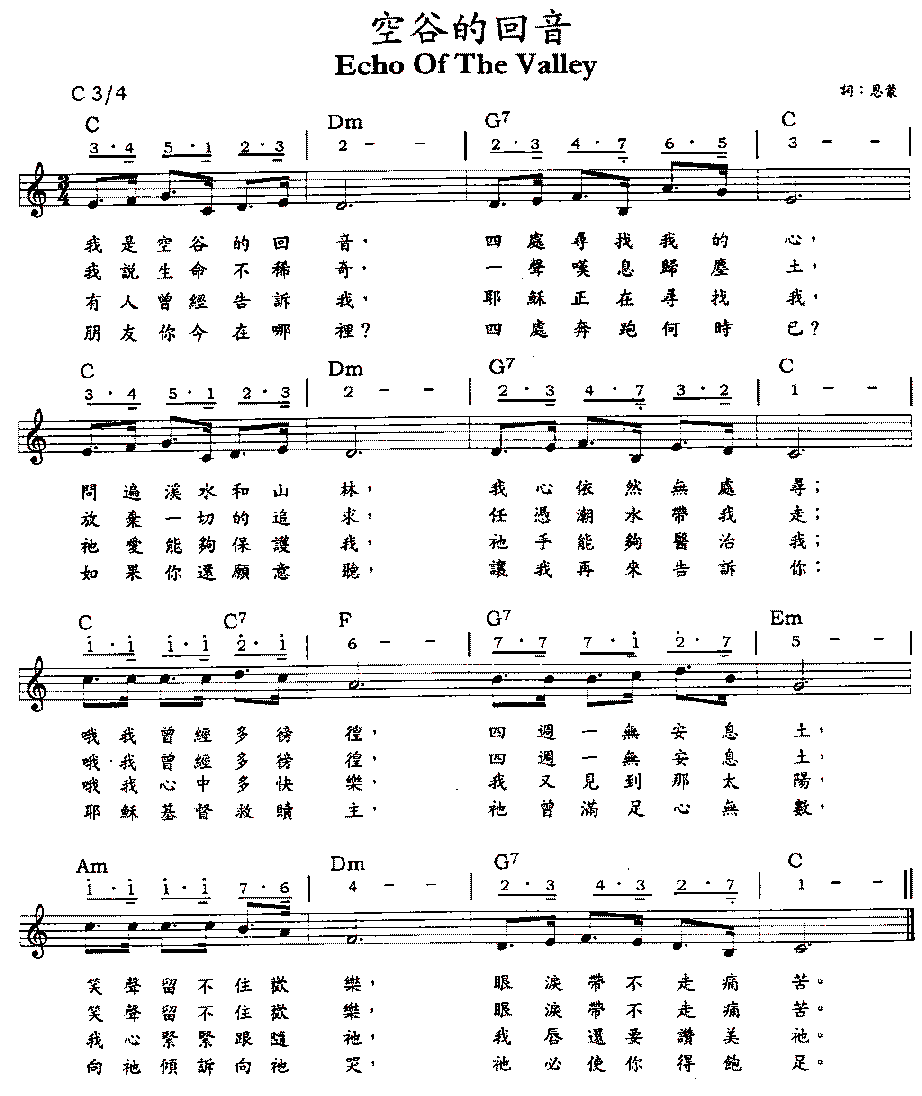 空谷的回音
Echo Of The Valley
C 3/4
詞：恩蒙
C Dm G7 C
3 · 4 5 · 1 2 · 3 | 2 - - | 2 · 3 4 · 7 6 · 5 | 3 - - |
3/4
我是空谷的回音，四處尋找我的心，
我說生命不稀奇，一聲嘆息歸塵土，
有人曾經告訴我，耶穌正在尋找我，
朋友你今在哪裡？四處奔跑何時已？
C Dm G7 C
3 · 4 5 · 1 2 · 3 | 2 - - | 2 · 3 4 · 7 3 · 2 | 1 - - |
問遍溪水和山林，我心依然無處尋；
放棄一切的追求，任憑潮水帶我走；
祂愛能夠保護我，祂手能夠醫治我；
如果你還願意聽，讓我再來告訴你：
C C7 F G7 Em
i · i i · i 2 · i | 6 - - | 7 · 7 7 · i 2 · 7 | 5 - - |
哦我曾經多徬徨，四週一無安息土，
哦我曾經多徬徨，四週一無安息土，
哦我心中多快樂，我又見到那太陽，
耶穌基督救贖主，祂曾滿足心無數，
Am Dm G7 C
i · i i · i 7 · 6 | 4 - - | 2 · 3 4 · 3 2 · 7 | 1 - - ||
笑聲留不住歡樂，眼淚帶不走痛苦。
笑聲留不住歡樂，眼淚帶不走痛苦。
我心緊緊跟隨祂，我唇還要讚美祂。
向祂傾訴向祂哭，祂必使你得飽足。